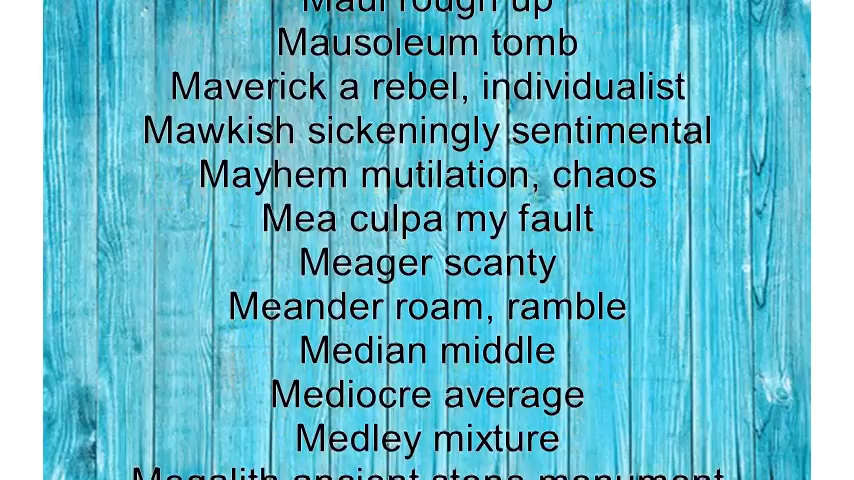 Maul rough up
Mausoleum tomb
Maverick a rebel, individualist
Mawkish sickeningly sentimental
Mayhem mutilation, chaos
Mea culpa my fault
Meager scanty
Meander roam, ramble
Median middle
Mediocre average
Medley mixture
Megalith ancient stone monument